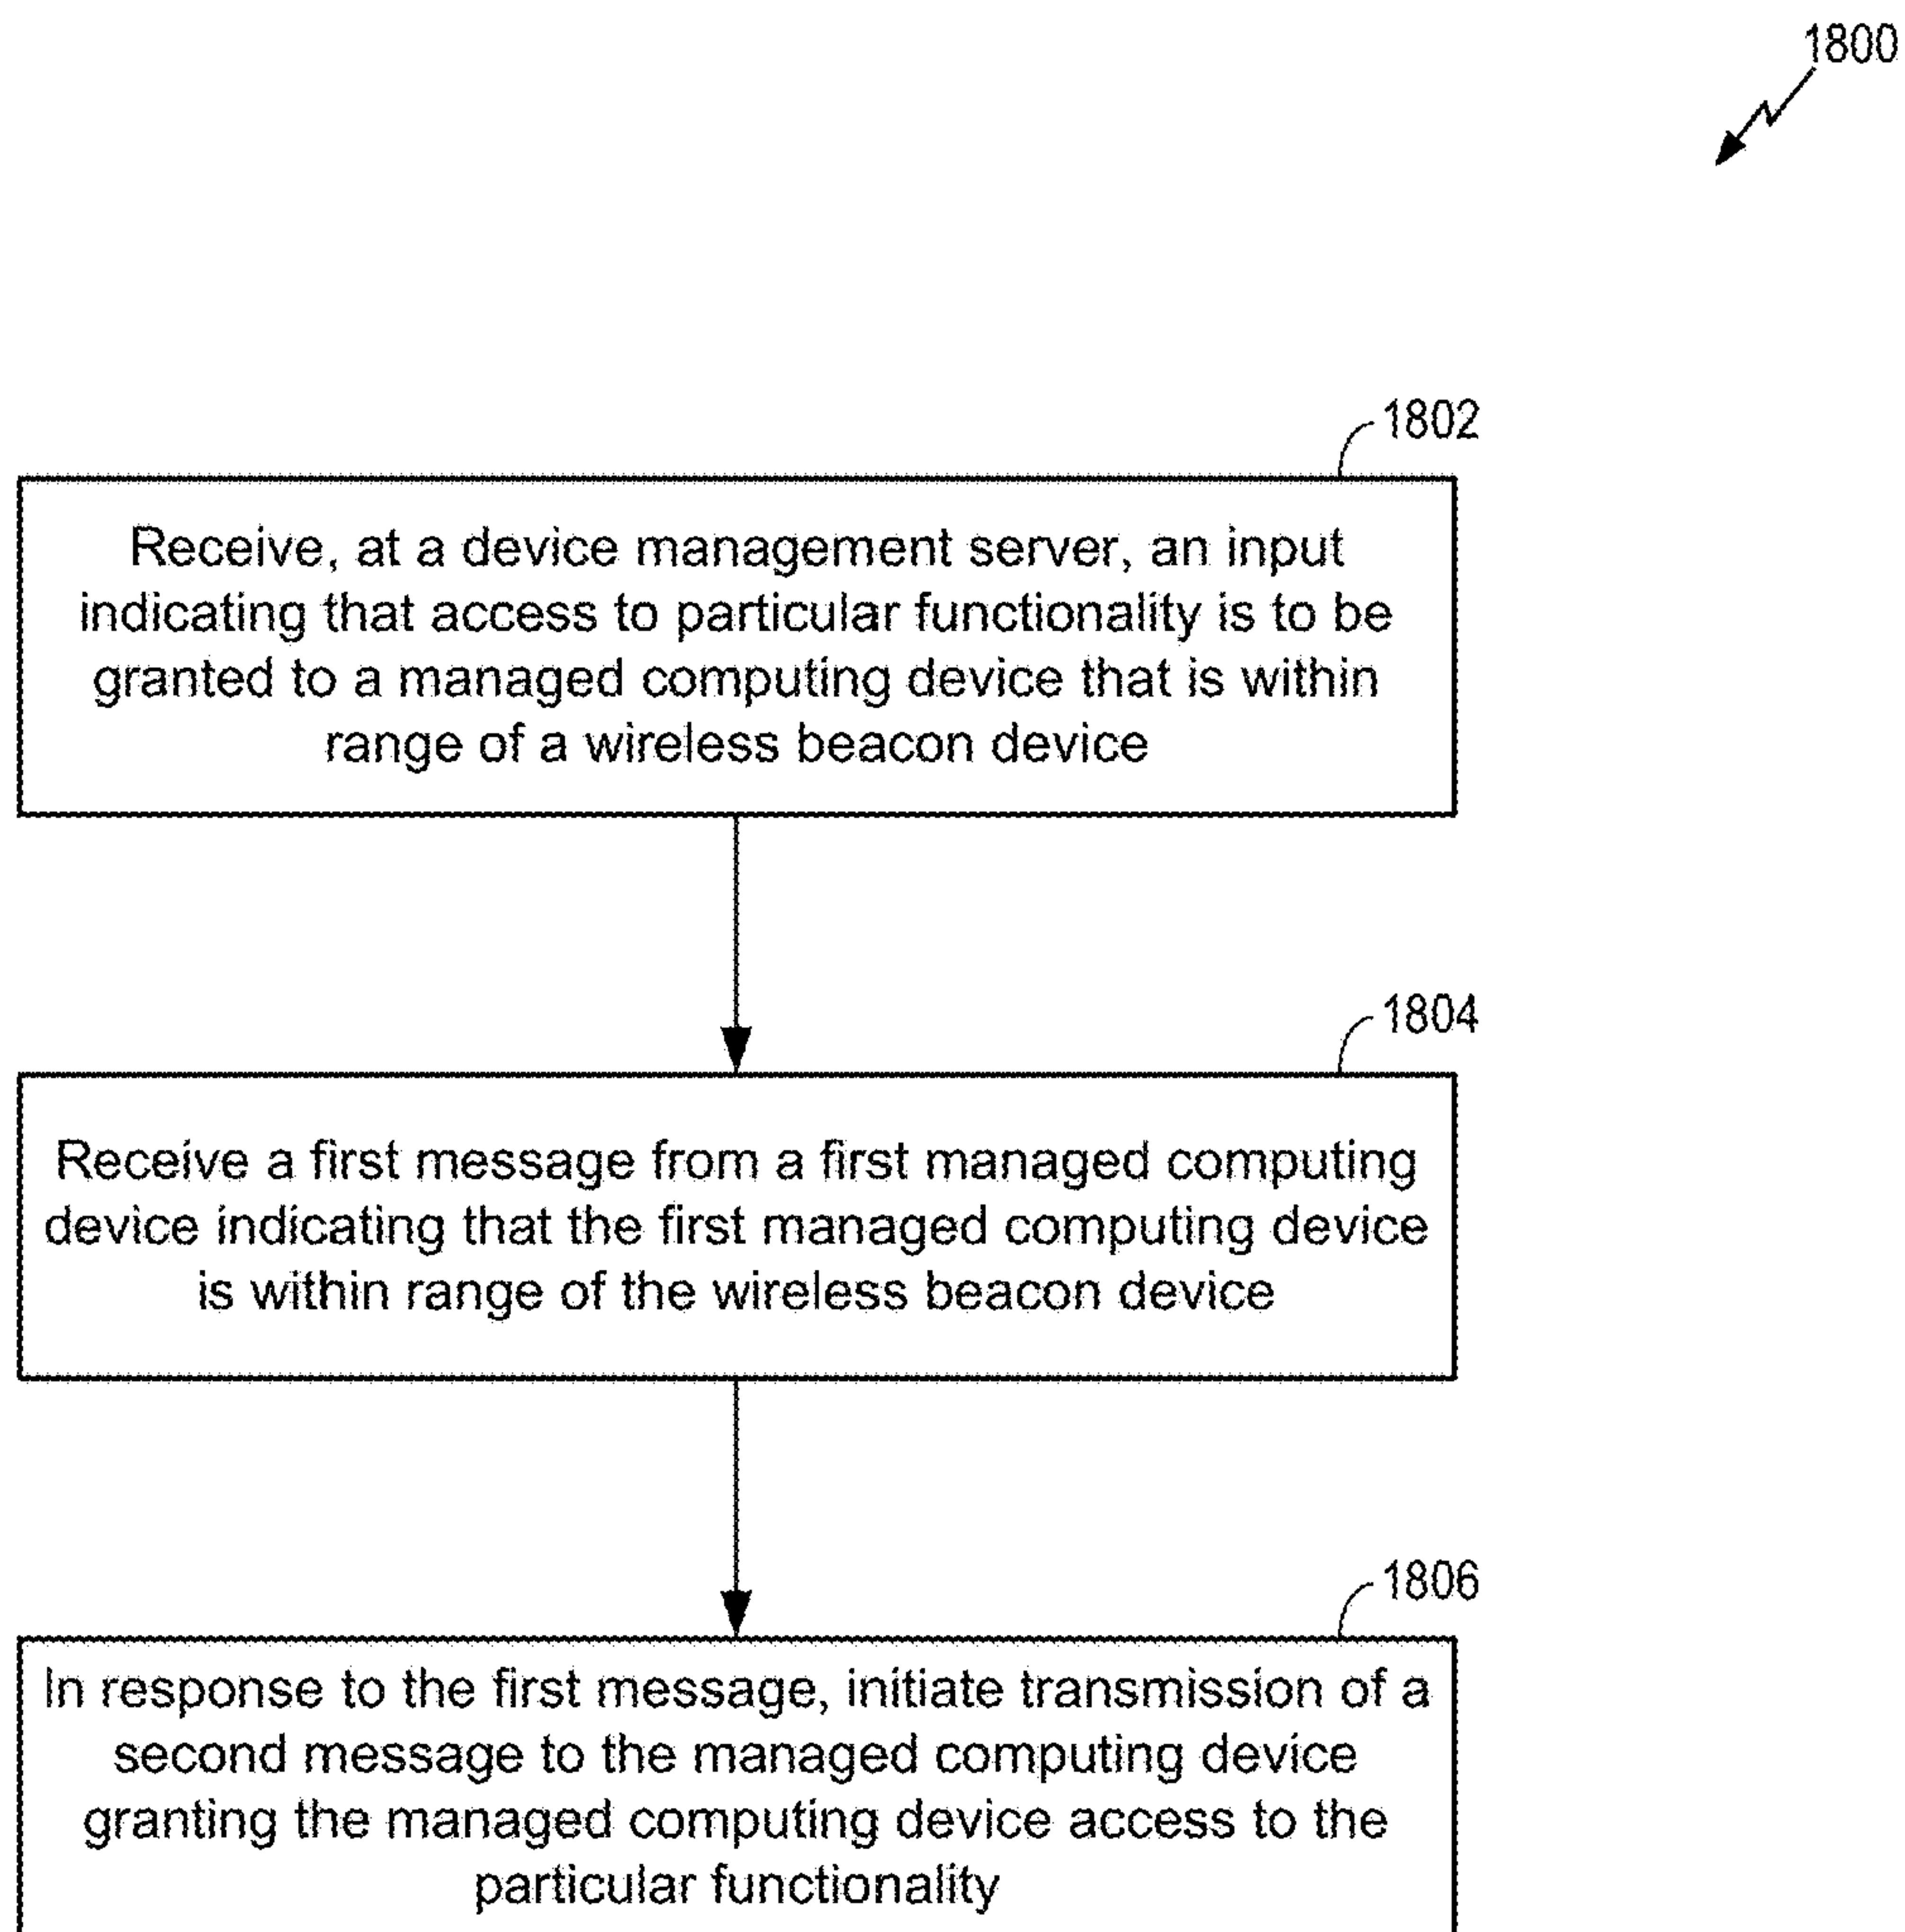 1800
1802
Receive, at a device management server, an input
indicating that access to particular functionality is to be
granted to a managed computing device that is within
range of a wireless beacon device
1804
Receive a first message from a first managed computing
device indicating that the first managed computing device
is within range of the wireless beacon device
1806
In response to the first message, initiate transmission of a
second message to the managed computing device
granting the managed computing device access to the
particular functionality